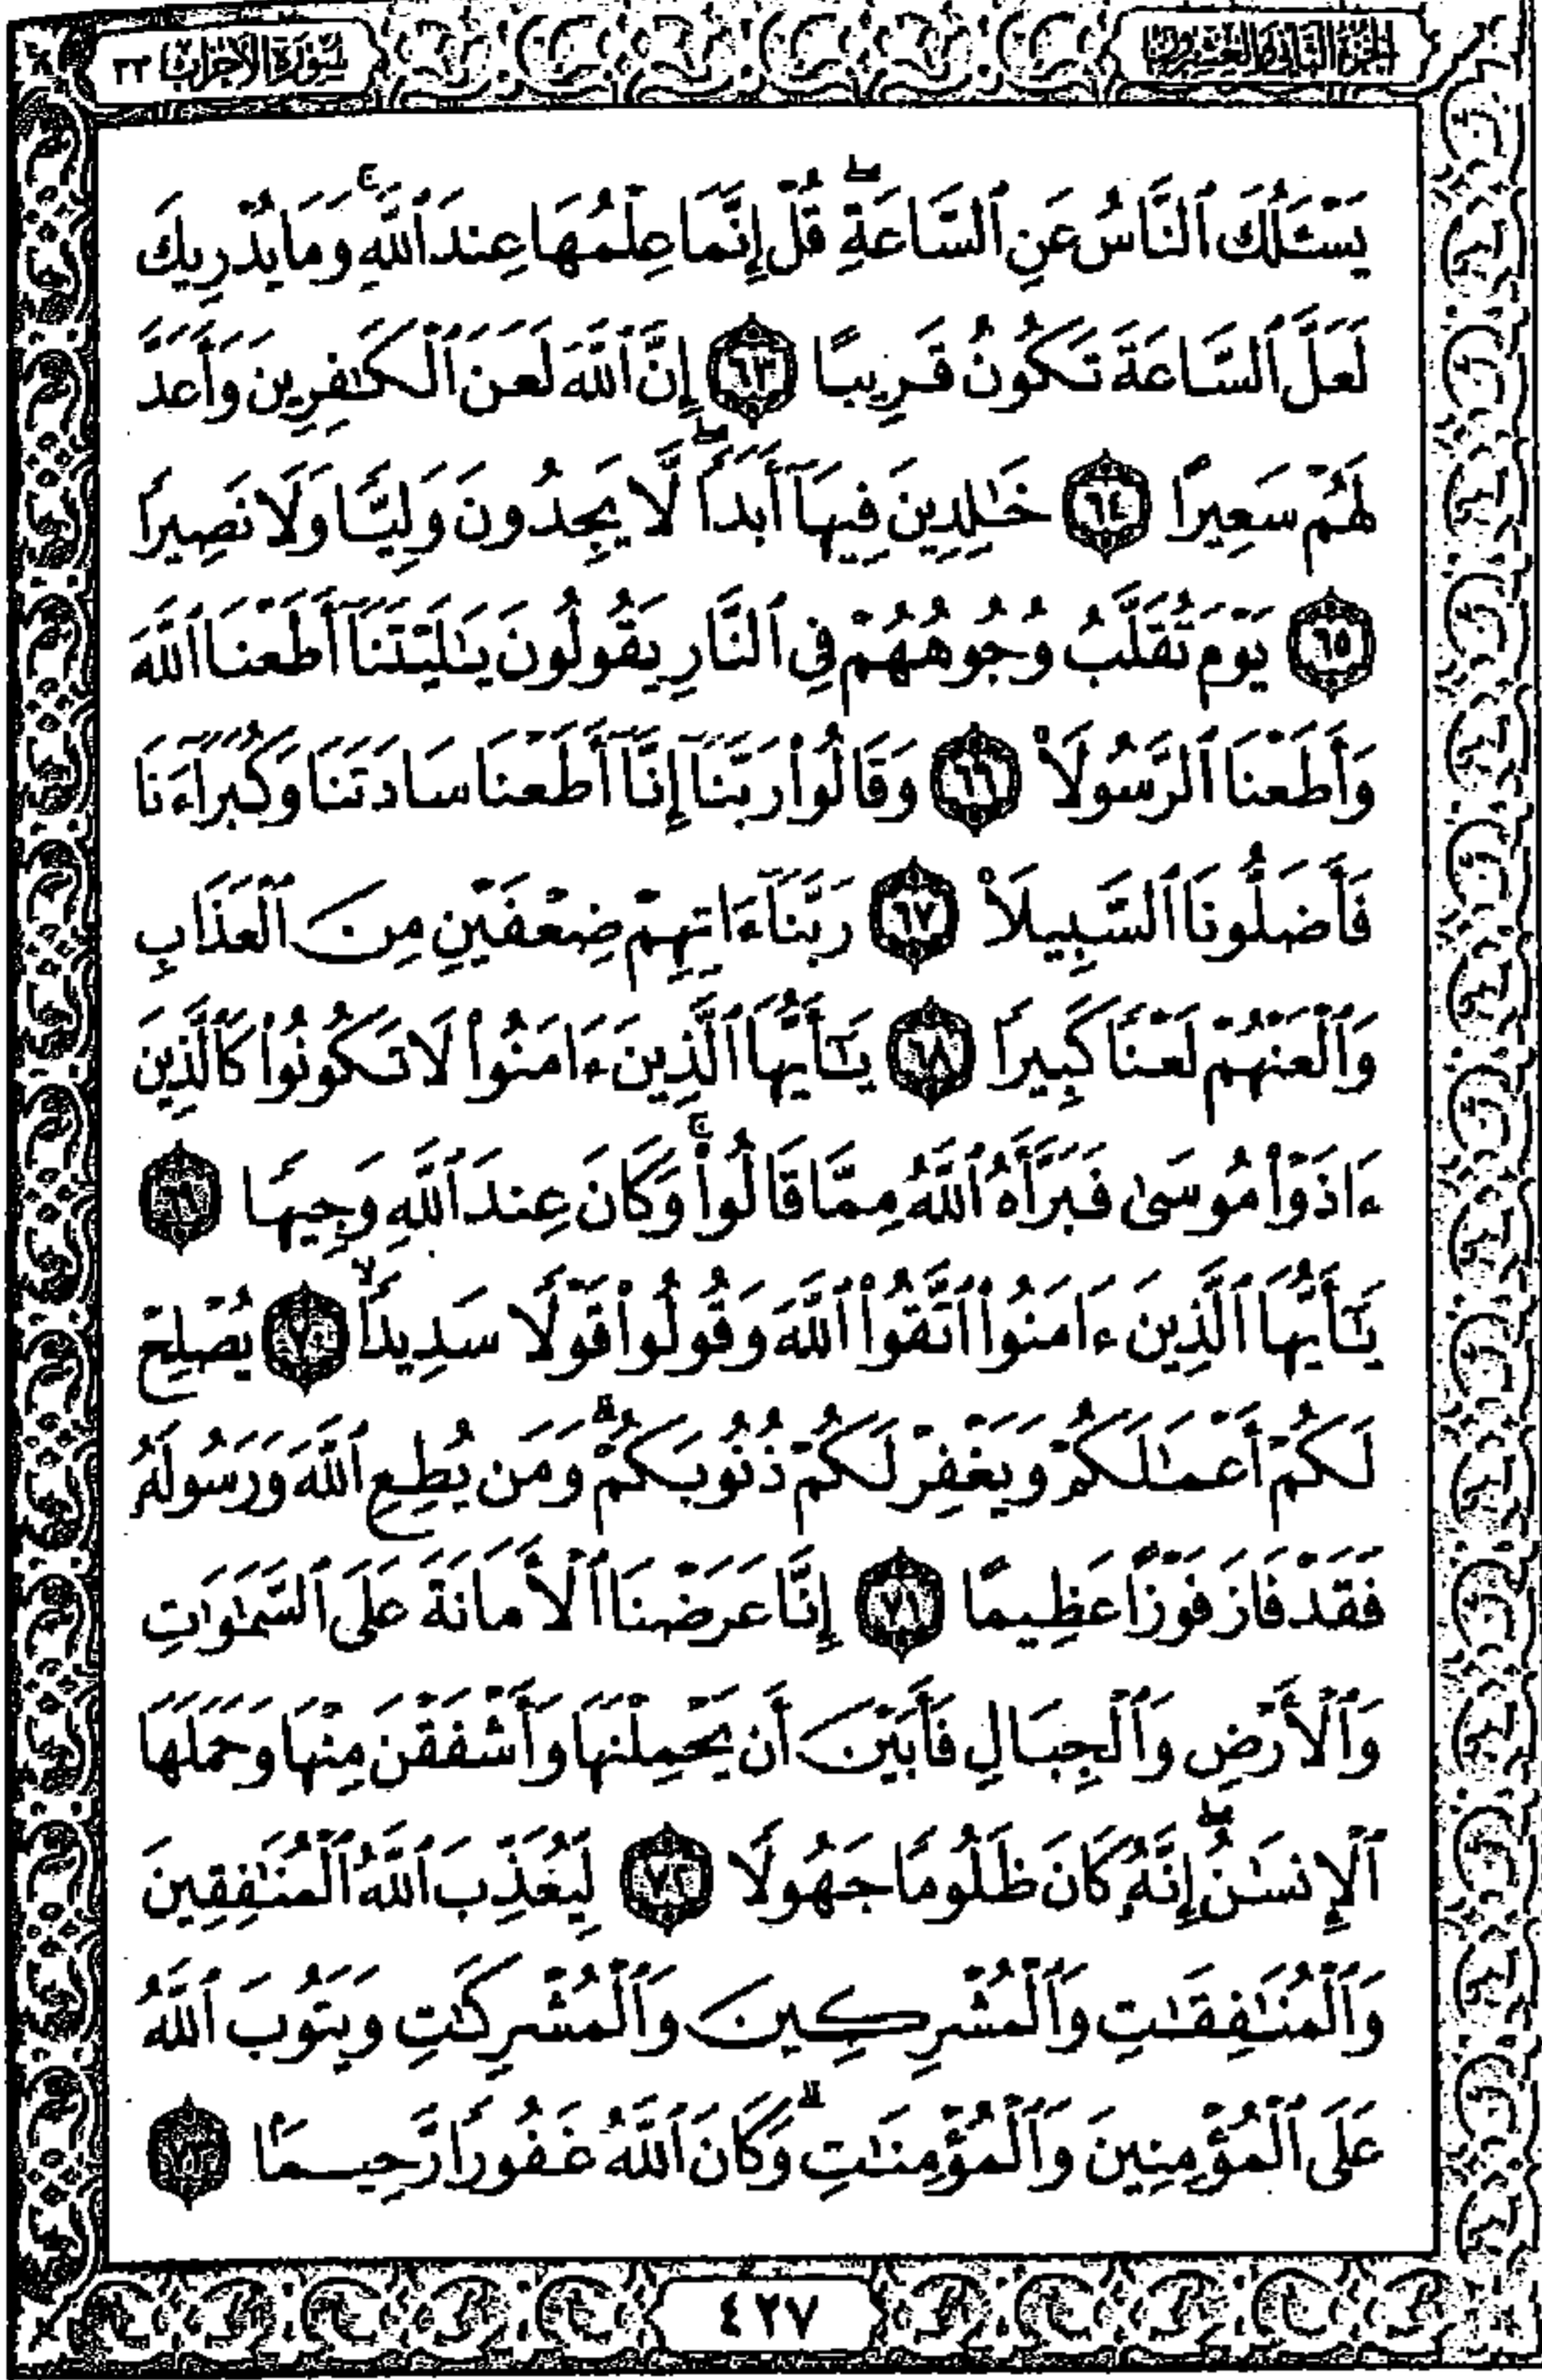 الجزء الثاني والعشرون
سورة الأحزاب ٣٣
يَسْـَٔلُكَ ٱلنَّاسُ عَنِ ٱلسَّاعَةِۖ قُلْ إِنَّمَا عِلْمُهَا عِندَ ٱللَّهِۚ وَمَا يُدْرِيكَ
لَعَلَّ ٱلسَّاعَةَ تَكُونُ قَرِيبًا ٦٣ إِنَّ ٱللَّهَ لَعَنَ ٱلْكَـٰفِرِينَ وَأَعَدَّ
لَهُمْ سَعِيرًا ٦٤ خَـٰلِدِينَ فِيهَآ أَبَدًاۖ لَّا يَجِدُونَ وَلِيًّا وَلَا نَصِيرًا
٦٥ يَوْمَ تُقَلَّبُ وُجُوهُهُمْ فِى ٱلنَّارِ يَقُولُونَ يَـٰلَيْتَنَآ أَطَعْنَا ٱللَّهَ
وَأَطَعْنَا ٱلرَّسُولَا۠ ٦٦ وَقَالُوا۟ رَبَّنَآ إِنَّآ أَطَعْنَا سَادَتَنَا وَكُبَرَآءَنَا
فَأَضَلُّونَا ٱلسَّبِيلَا۠ ٦٧ رَبَّنَآ ءَاتِهِمْ ضِعْفَيْنِ مِنَ ٱلْعَذَابِ
وَٱلْعَنْهُمْ لَعْنًا كَبِيرًا ٦٨ يَـٰٓأَيُّهَا ٱلَّذِينَ ءَامَنُوا۟ لَا تَكُونُوا۟ كَٱلَّذِينَ
ءَاذَوْا۟ مُوسَىٰ فَبَرَّأَهُ ٱللَّهُ مِمَّا قَالُوا۟ۚ وَكَانَ عِندَ ٱللَّهِ وَجِيهًا ٦٩
يَـٰٓأَيُّهَا ٱلَّذِينَ ءَامَنُوا۟ ٱتَّقُوا۟ ٱللَّهَ وَقُولُوا۟ قَوْلًا سَدِيدًاۙ ٧٠ يُصْلِحْ
لَكُمْ أَعْمَـٰلَكُمْ وَيَغْفِرْ لَكُمْ ذُنُوبَكُمْۗ وَمَن يُطِعِ ٱللَّهَ وَرَسُولَهُۥ
فَقَدْ فَازَ فَوْزًا عَظِيمًا ٧١ إِنَّا عَرَضْنَا ٱلْأَمَانَةَ عَلَى ٱلسَّمَـٰوَٰتِ
وَٱلْأَرْضِ وَٱلْجِبَالِ فَأَبَيْنَ أَن يَحْمِلْنَهَا وَأَشْفَقْنَ مِنْهَا وَحَمَلَهَا
ٱلْإِنسَـٰنُۖ إِنَّهُۥ كَانَ ظَلُومًا جَهُولًا ٧٢ لِّيُعَذِّبَ ٱللَّهُ ٱلْمُنَـٰفِقِينَ
وَٱلْمُنَـٰفِقَـٰتِ وَٱلْمُشْرِكِينَ وَٱلْمُشْرِكَـٰتِ وَيَتُوبَ ٱللَّهُ
عَلَى ٱلْمُؤْمِنِينَ وَٱلْمُؤْمِنَـٰتِۗ وَكَانَ ٱللَّهُ غَفُورًا رَّحِيمًۢا ٧٣
٤٢٧